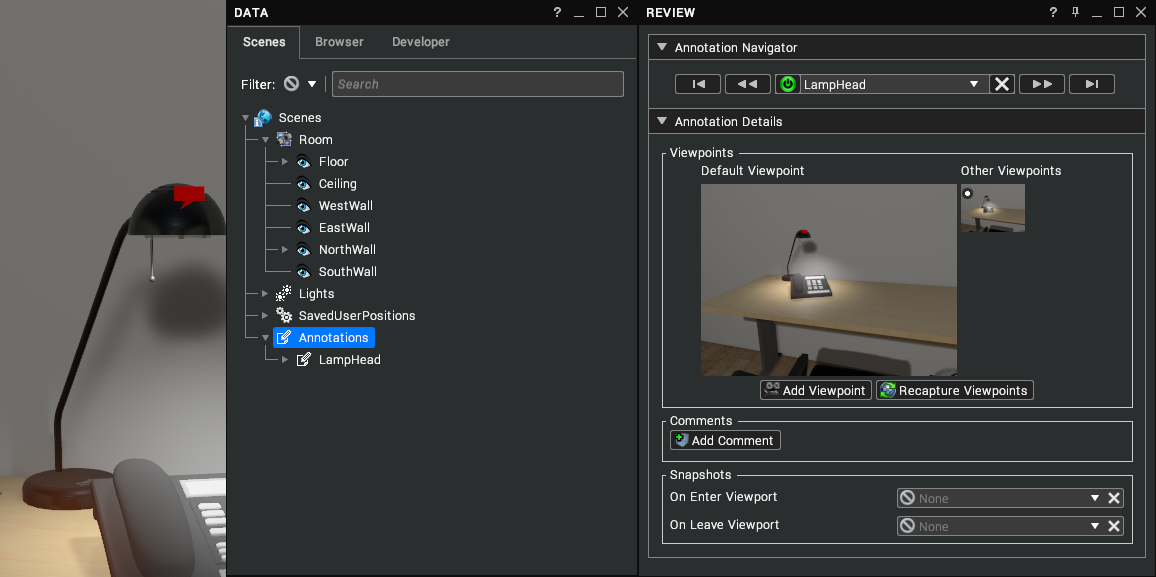 DATA
?
Scenes Browser Developer
Filter: Search
Scenes
Room
Floor
Ceiling
WestWall
EastWall
NorthWall
SouthWall
Lights
SavedUserPositions
Annotations
LampHead
REVIEW
?
Annotation Navigator
LampHead
Annotation Details
Viewpoints
Default Viewpoint Other Viewpoints
Add Viewpoint Recapture Viewpoints
Comments
Add Comment
Snapshots
On Enter Viewport None
On Leave Viewport None